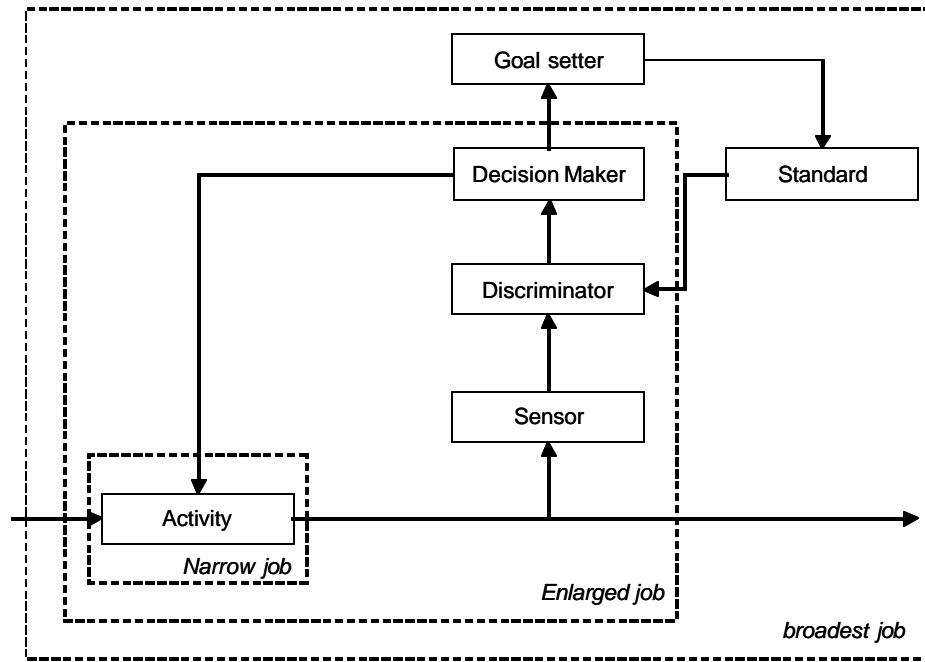 Goal setter
Decision Maker
Standard
Discriminator
Sensor
Activity
Narrow job
Enlarged job
broadest job